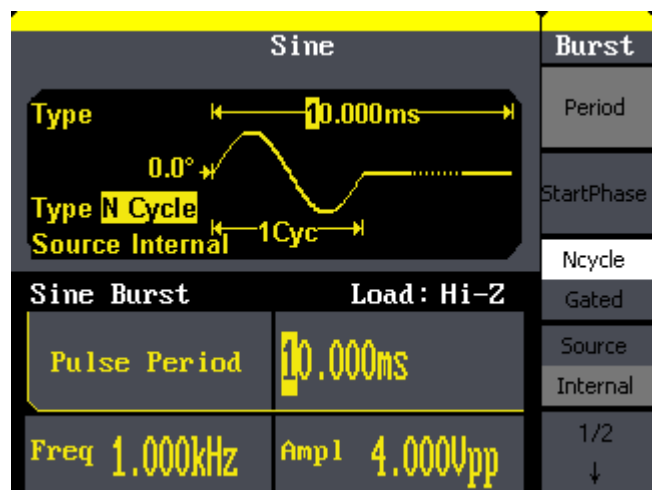 Sine
Burst
Type 10.000ms
Period
0.0°
Type N Cycle
StartPhase
Source Internal 1Cyc
Ncycle
Sine Burst Load: Hi-Z
Gated
Pulse Period 10.000ms
Source
Internal
Freq 1.000kHz Ampl 4.000Vpp
1/2
↓